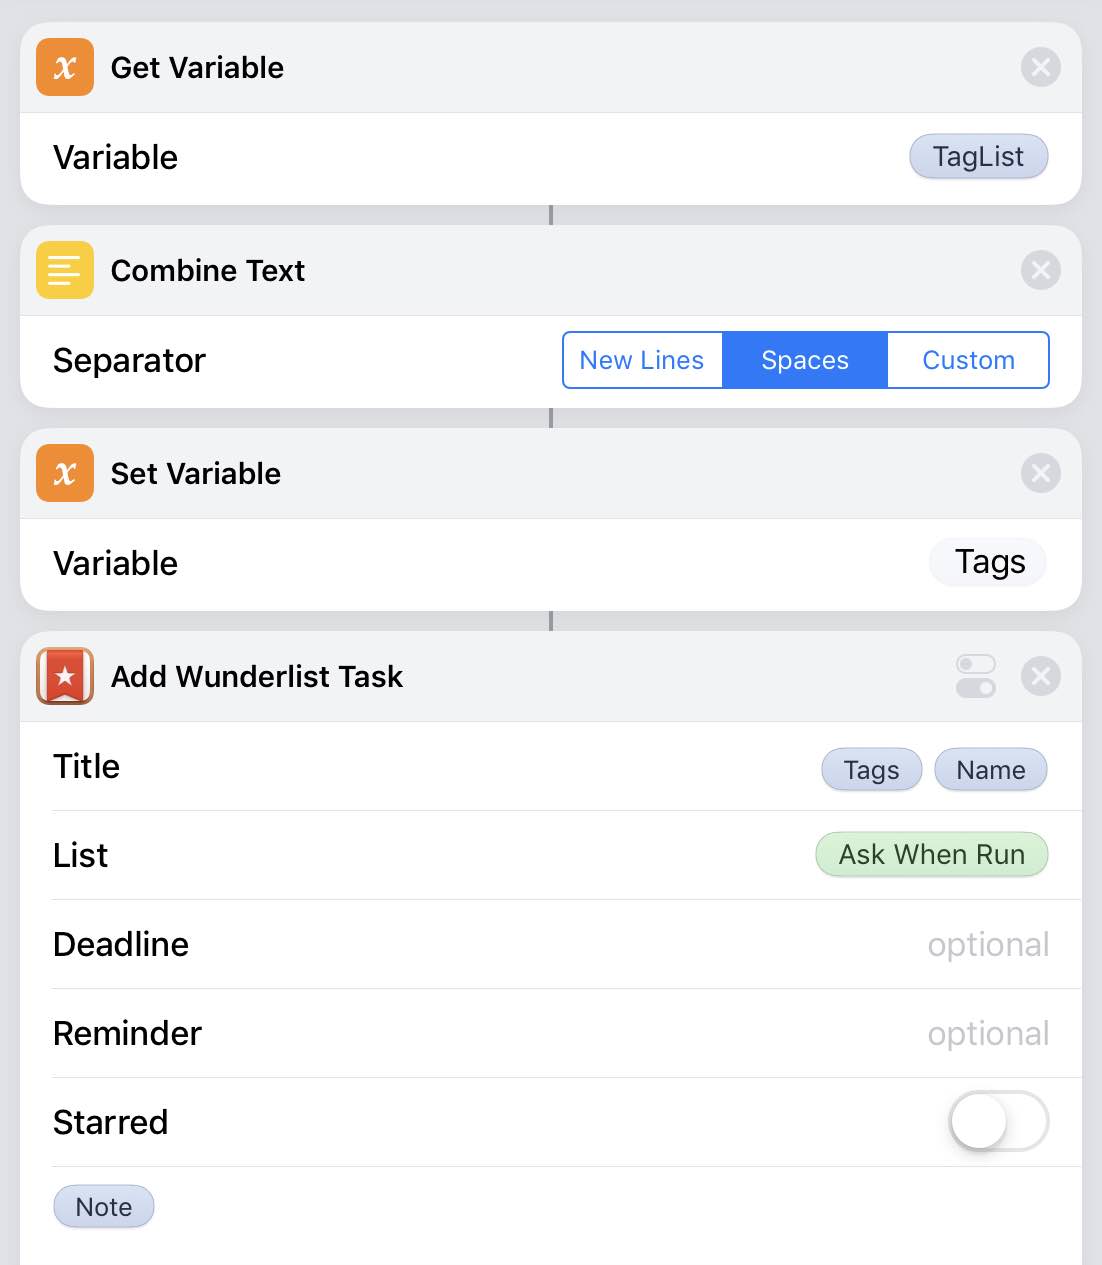 Get Variable
Variable TagList
Combine Text
Separator New Lines Spaces Custom
Set Variable
Variable Tags
Add Wunderlist Task
Title Tags Name
List Ask When Run
Deadline optional
Reminder optional
Starred
Note